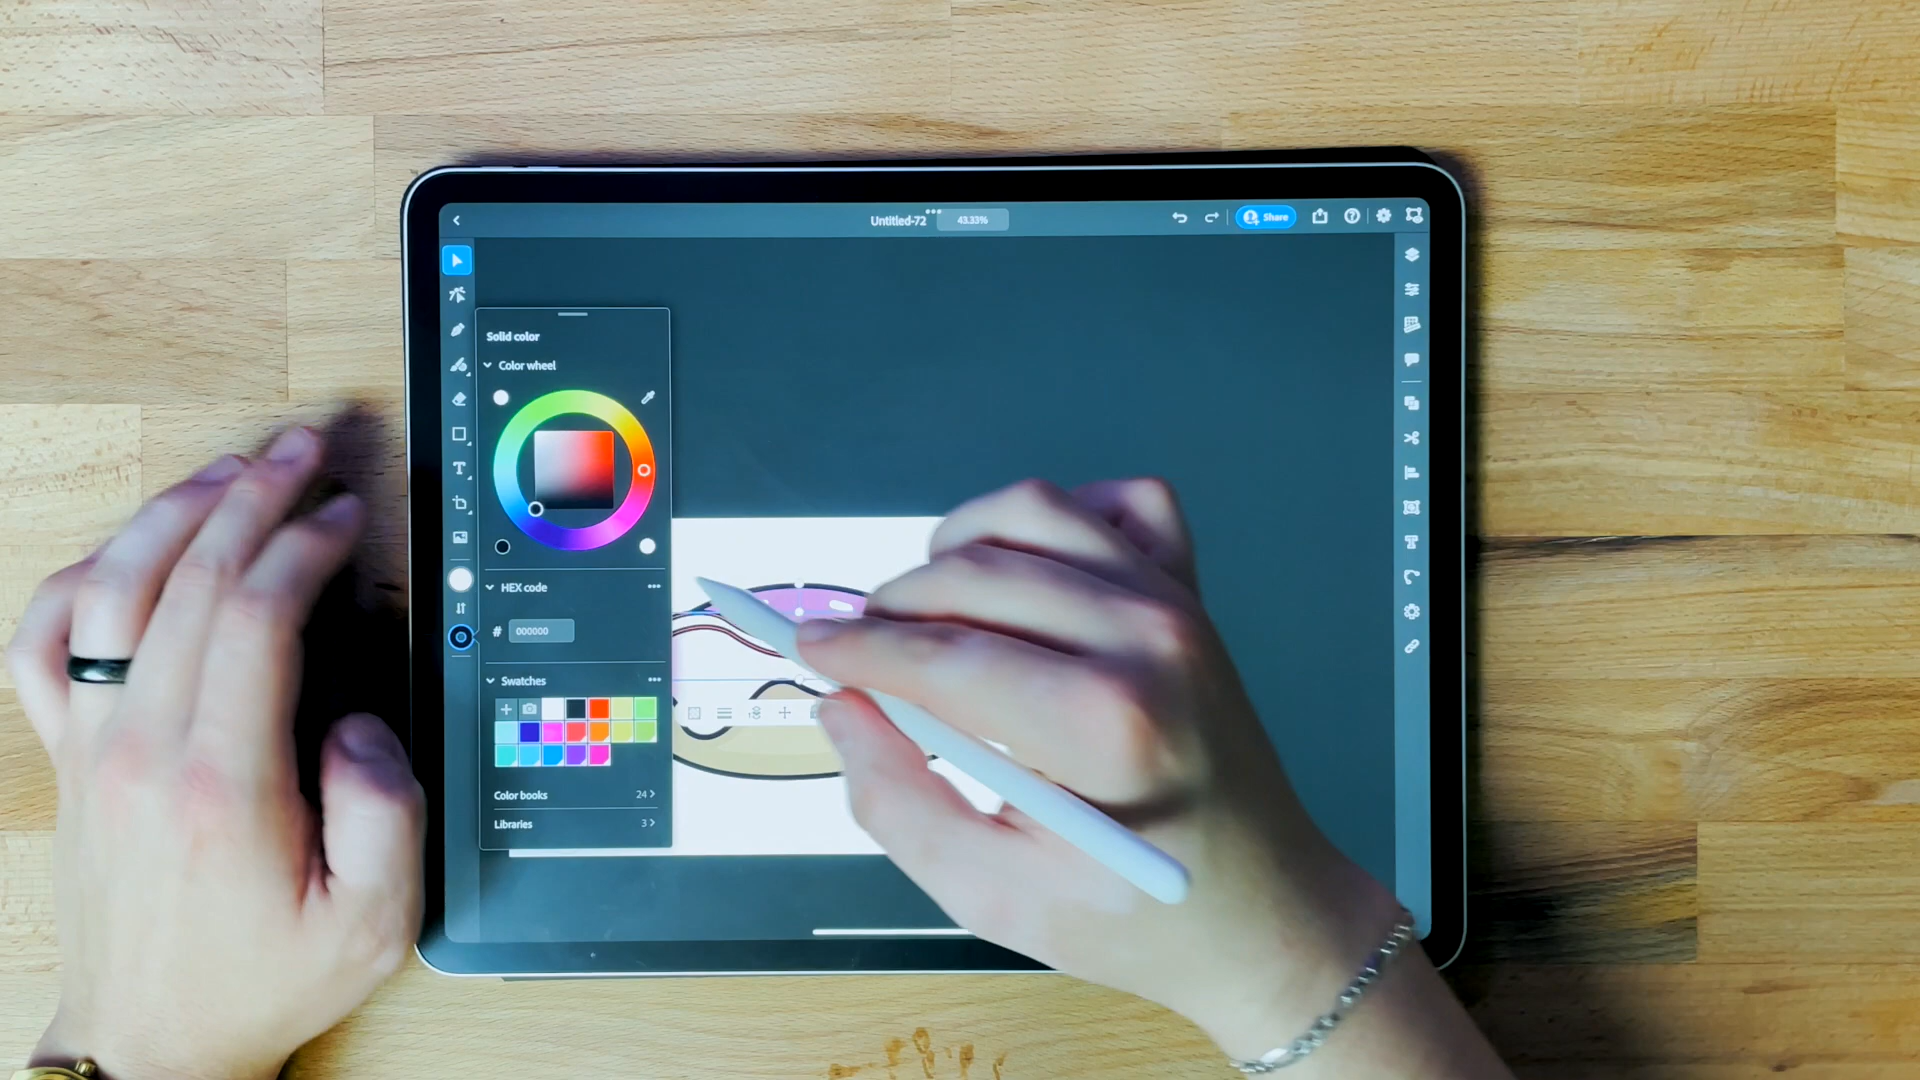 Untitled-72 43.33% Share
Solid color
Color wheel
HEX code
# 000000
Swatches
Color books 24
Libraries 3